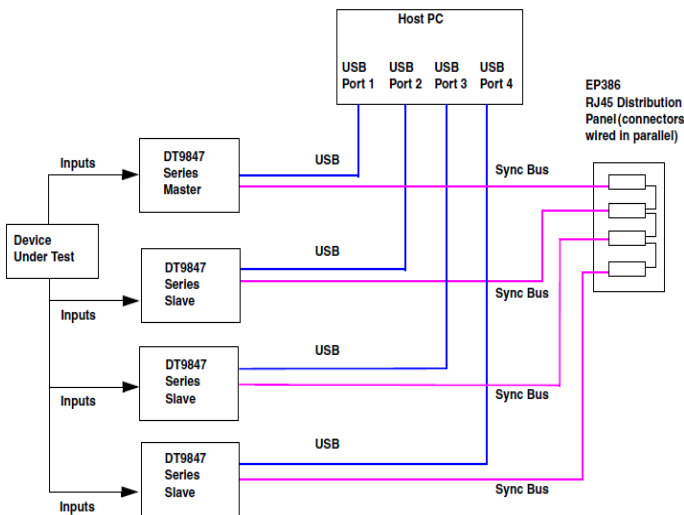 Host PC
USB Port 1
USB Port 2
USB Port 3
USB Port 4
EP386
RJ45 Distribution
Panel (connectors
wired in parallel)
Inputs
DT9847
Series
Master
USB
Sync Bus
Device
Under Test
DT9847
Series
Slave
USB
Sync Bus
Inputs
DT9847
Series
Slave
USB
Sync Bus
Inputs
DT9847
Series
Slave
USB
Sync Bus
Inputs